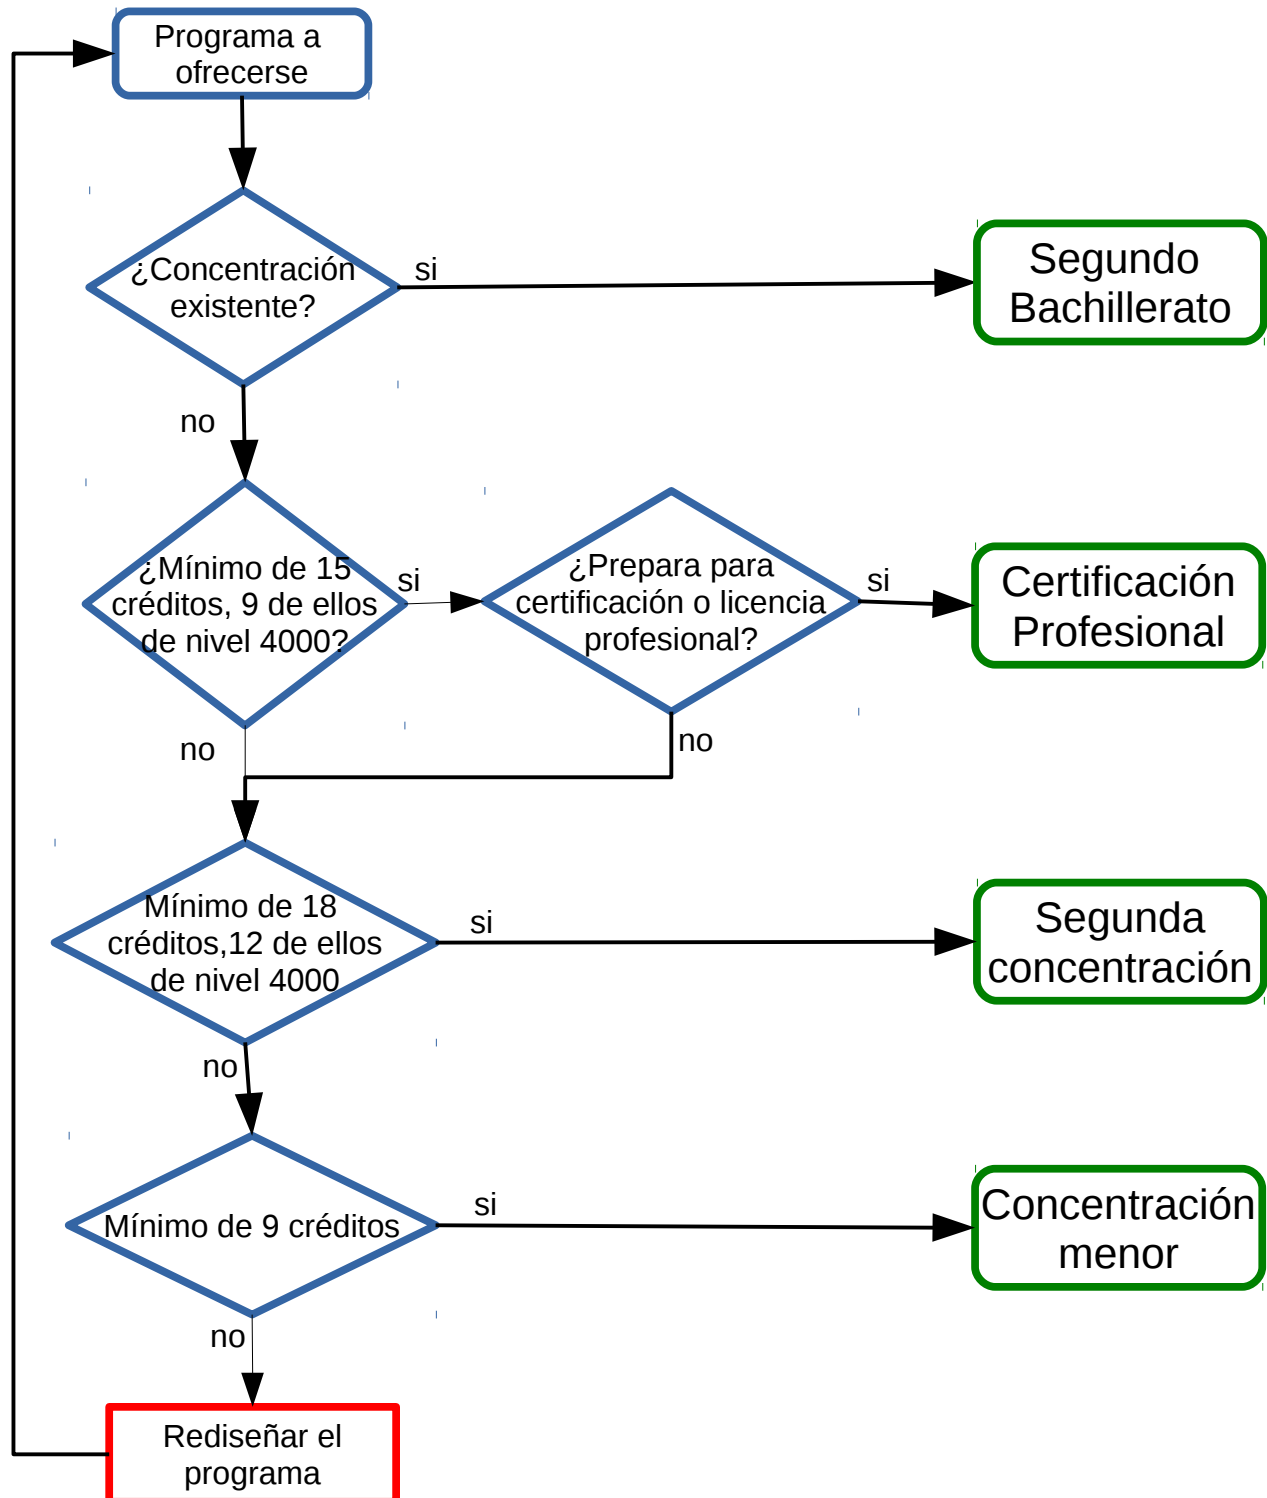 Programa a
ofrecerse
¿Concentración
existente?
si
Segundo
Bachillerato
no
¿Mínimo de 15
créditos, 9 de ellos
de nivel 4000?
si
¿Prepara para
certificación o licencia
profesional?
si
Certificación
Profesional
no
no
Mínimo de 18
créditos,12 de ellos
de nivel 4000
si
Segunda
concentración
no
Mínimo de 9 créditos
si
Concentración
menor
no
Rediseñar el
programa